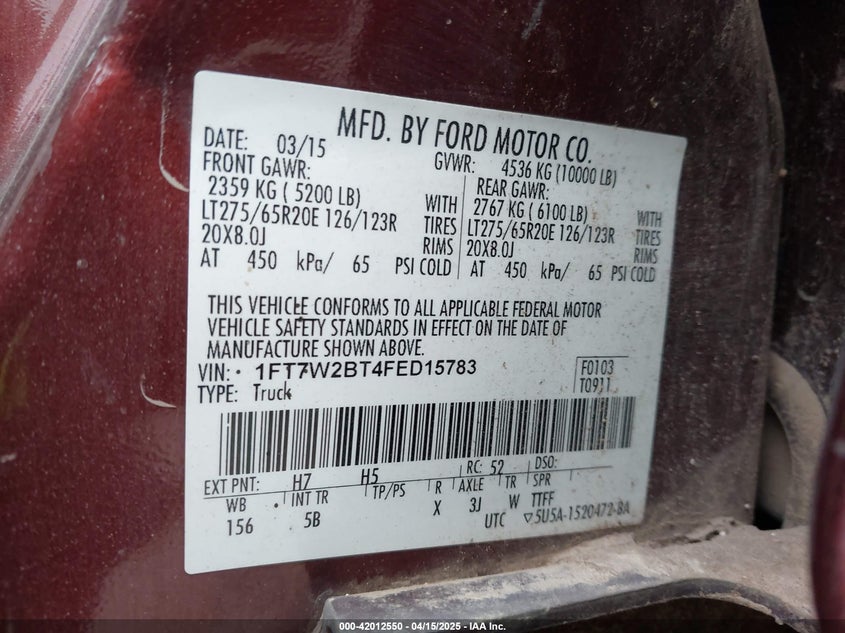 MFD. BY FORD MOTOR CO.
DATE: 03/15 GVWR: 4536 KG (10000 LB)
FRONT GAWR: REAR GAWR:
2359 KG ( 5200 LB) WITH 2767 KG ( 6100 LB) WITH
LT275/65R20E 126/123R TIRES LT275/65R20E 126/123R TIRES
20X8.0J RIMS 20X8.0J RIMS
AT 450 kPa/ 65 PSI COLD AT 450 kPa/ 65 PSI COLD
THIS VEHICLE CONFORMS TO ALL APPLICABLE FEDERAL MOTOR
VEHICLE SAFETY STANDARDS IN EFFECT ON THE DATE OF
MANUFACTURE SHOWN ABOVE.
VIN: 1FT7W2BT4FED15783 F0103
TYPE: Truck T0911
EXT PNT: H7 H5 RC: 52 DSO:
WB INT TR TP/PS R AXLE TR SPR
156 5B X 3J W TTFF
UTC ▽5U5A-1520472-BA
000-42012550 - 04/15/2025 - IAA Inc.